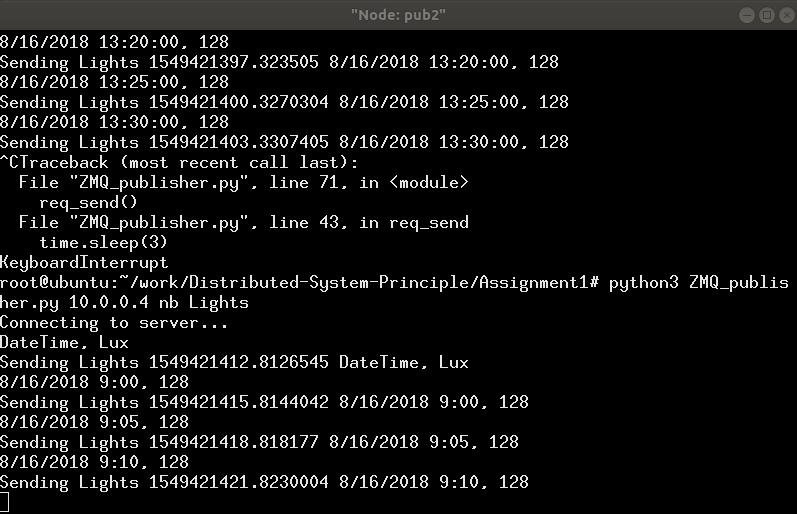 "Node: pub2"
8/16/2018 13:20:00, 128
Sending Lights 1549421397.323505 8/16/2018 13:20:00, 128
8/16/2018 13:25:00, 128
Sending Lights 1549421400.3270304 8/16/2018 13:25:00, 128
8/16/2018 13:30:00, 128
Sending Lights 1549421403.3307405 8/16/2018 13:30:00, 128
^CTraceback (most recent call last):
  File "ZMQ_publisher.py", line 71, in <module>
    req_send()
  File "ZMQ_publisher.py", line 43, in req_send
    time.sleep(3)
KeyboardInterrupt
root@ubuntu:~/work/Distributed-System-Principle/Assignment1# python3 ZMQ_publis
her.py 10.0.0.4 nb Lights
Connecting to server...
DateTime, Lux
Sending Lights 1549421412.8126545 DateTime, Lux
8/16/2018 9:00, 128
Sending Lights 1549421415.8144042 8/16/2018 9:00, 128
8/16/2018 9:05, 128
Sending Lights 1549421418.818177 8/16/2018 9:05, 128
8/16/2018 9:10, 128
Sending Lights 1549421421.8230004 8/16/2018 9:10, 128